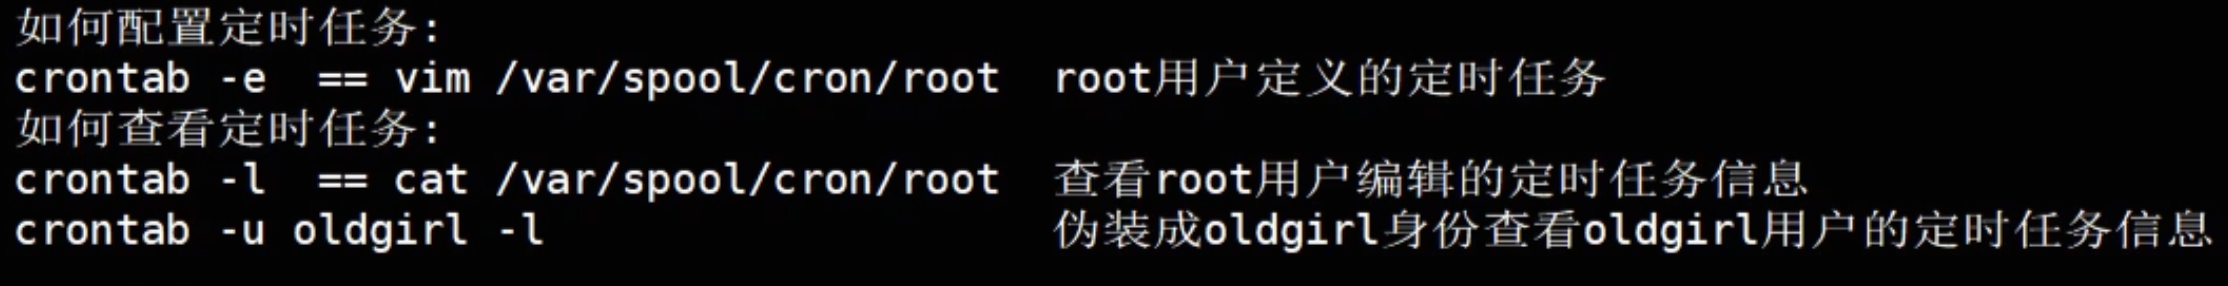 如何配置定时任务:
crontab -e  == vim /var/spool/cron/root  root用户定义的定时任务
如何查看定时任务:
crontab -l  == cat /var/spool/cron/root  查看root用户编辑的定时任务信息
crontab -u oldgirl -l                    伪装成oldgirl身份查看oldgirl用户的定时任务信息